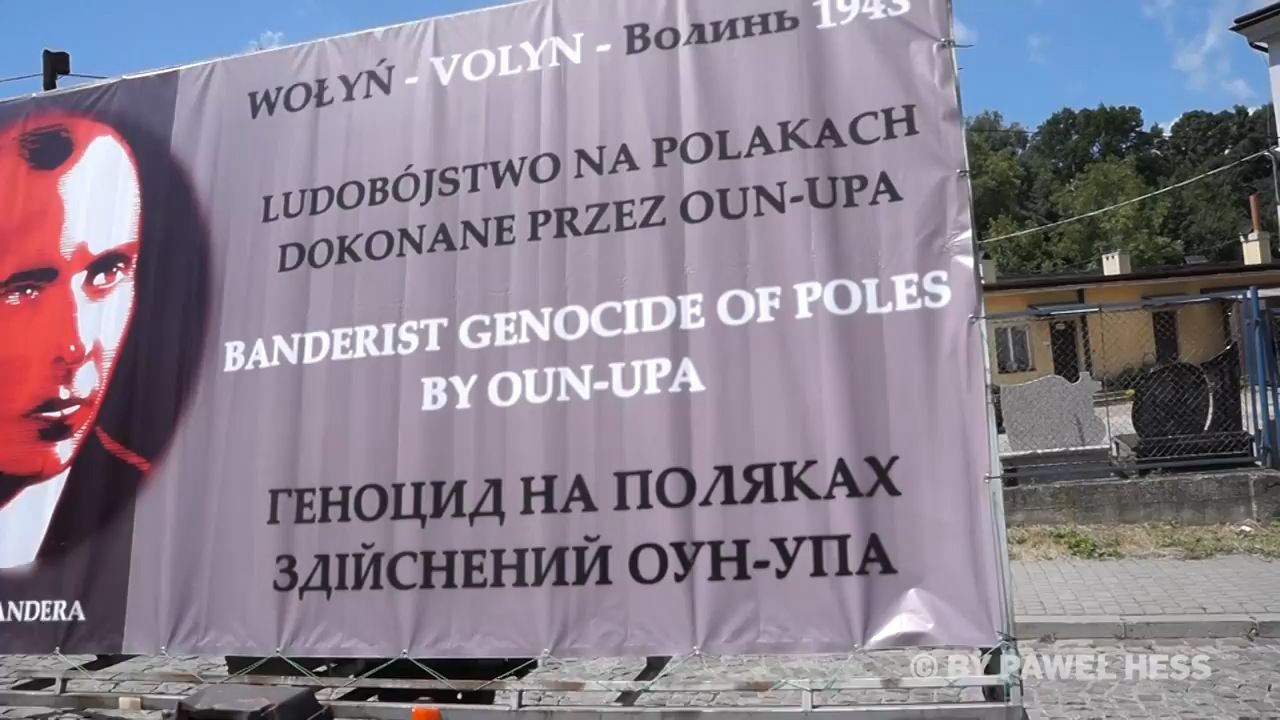 WOŁYŃ - VOLYN - Волинь 1943
LUDOBÓJSTWO NA POLAKACH
DOKONANE PRZEZ OUN-UPA
BANDERIST GENOCIDE OF POLES
BY OUN-UPA
ГЕНОЦИД НА ПОЛЯКАХ
ЗДІЙСНЕНИЙ ОУН-УПА
ANDERA
© BY PAWEL HESS